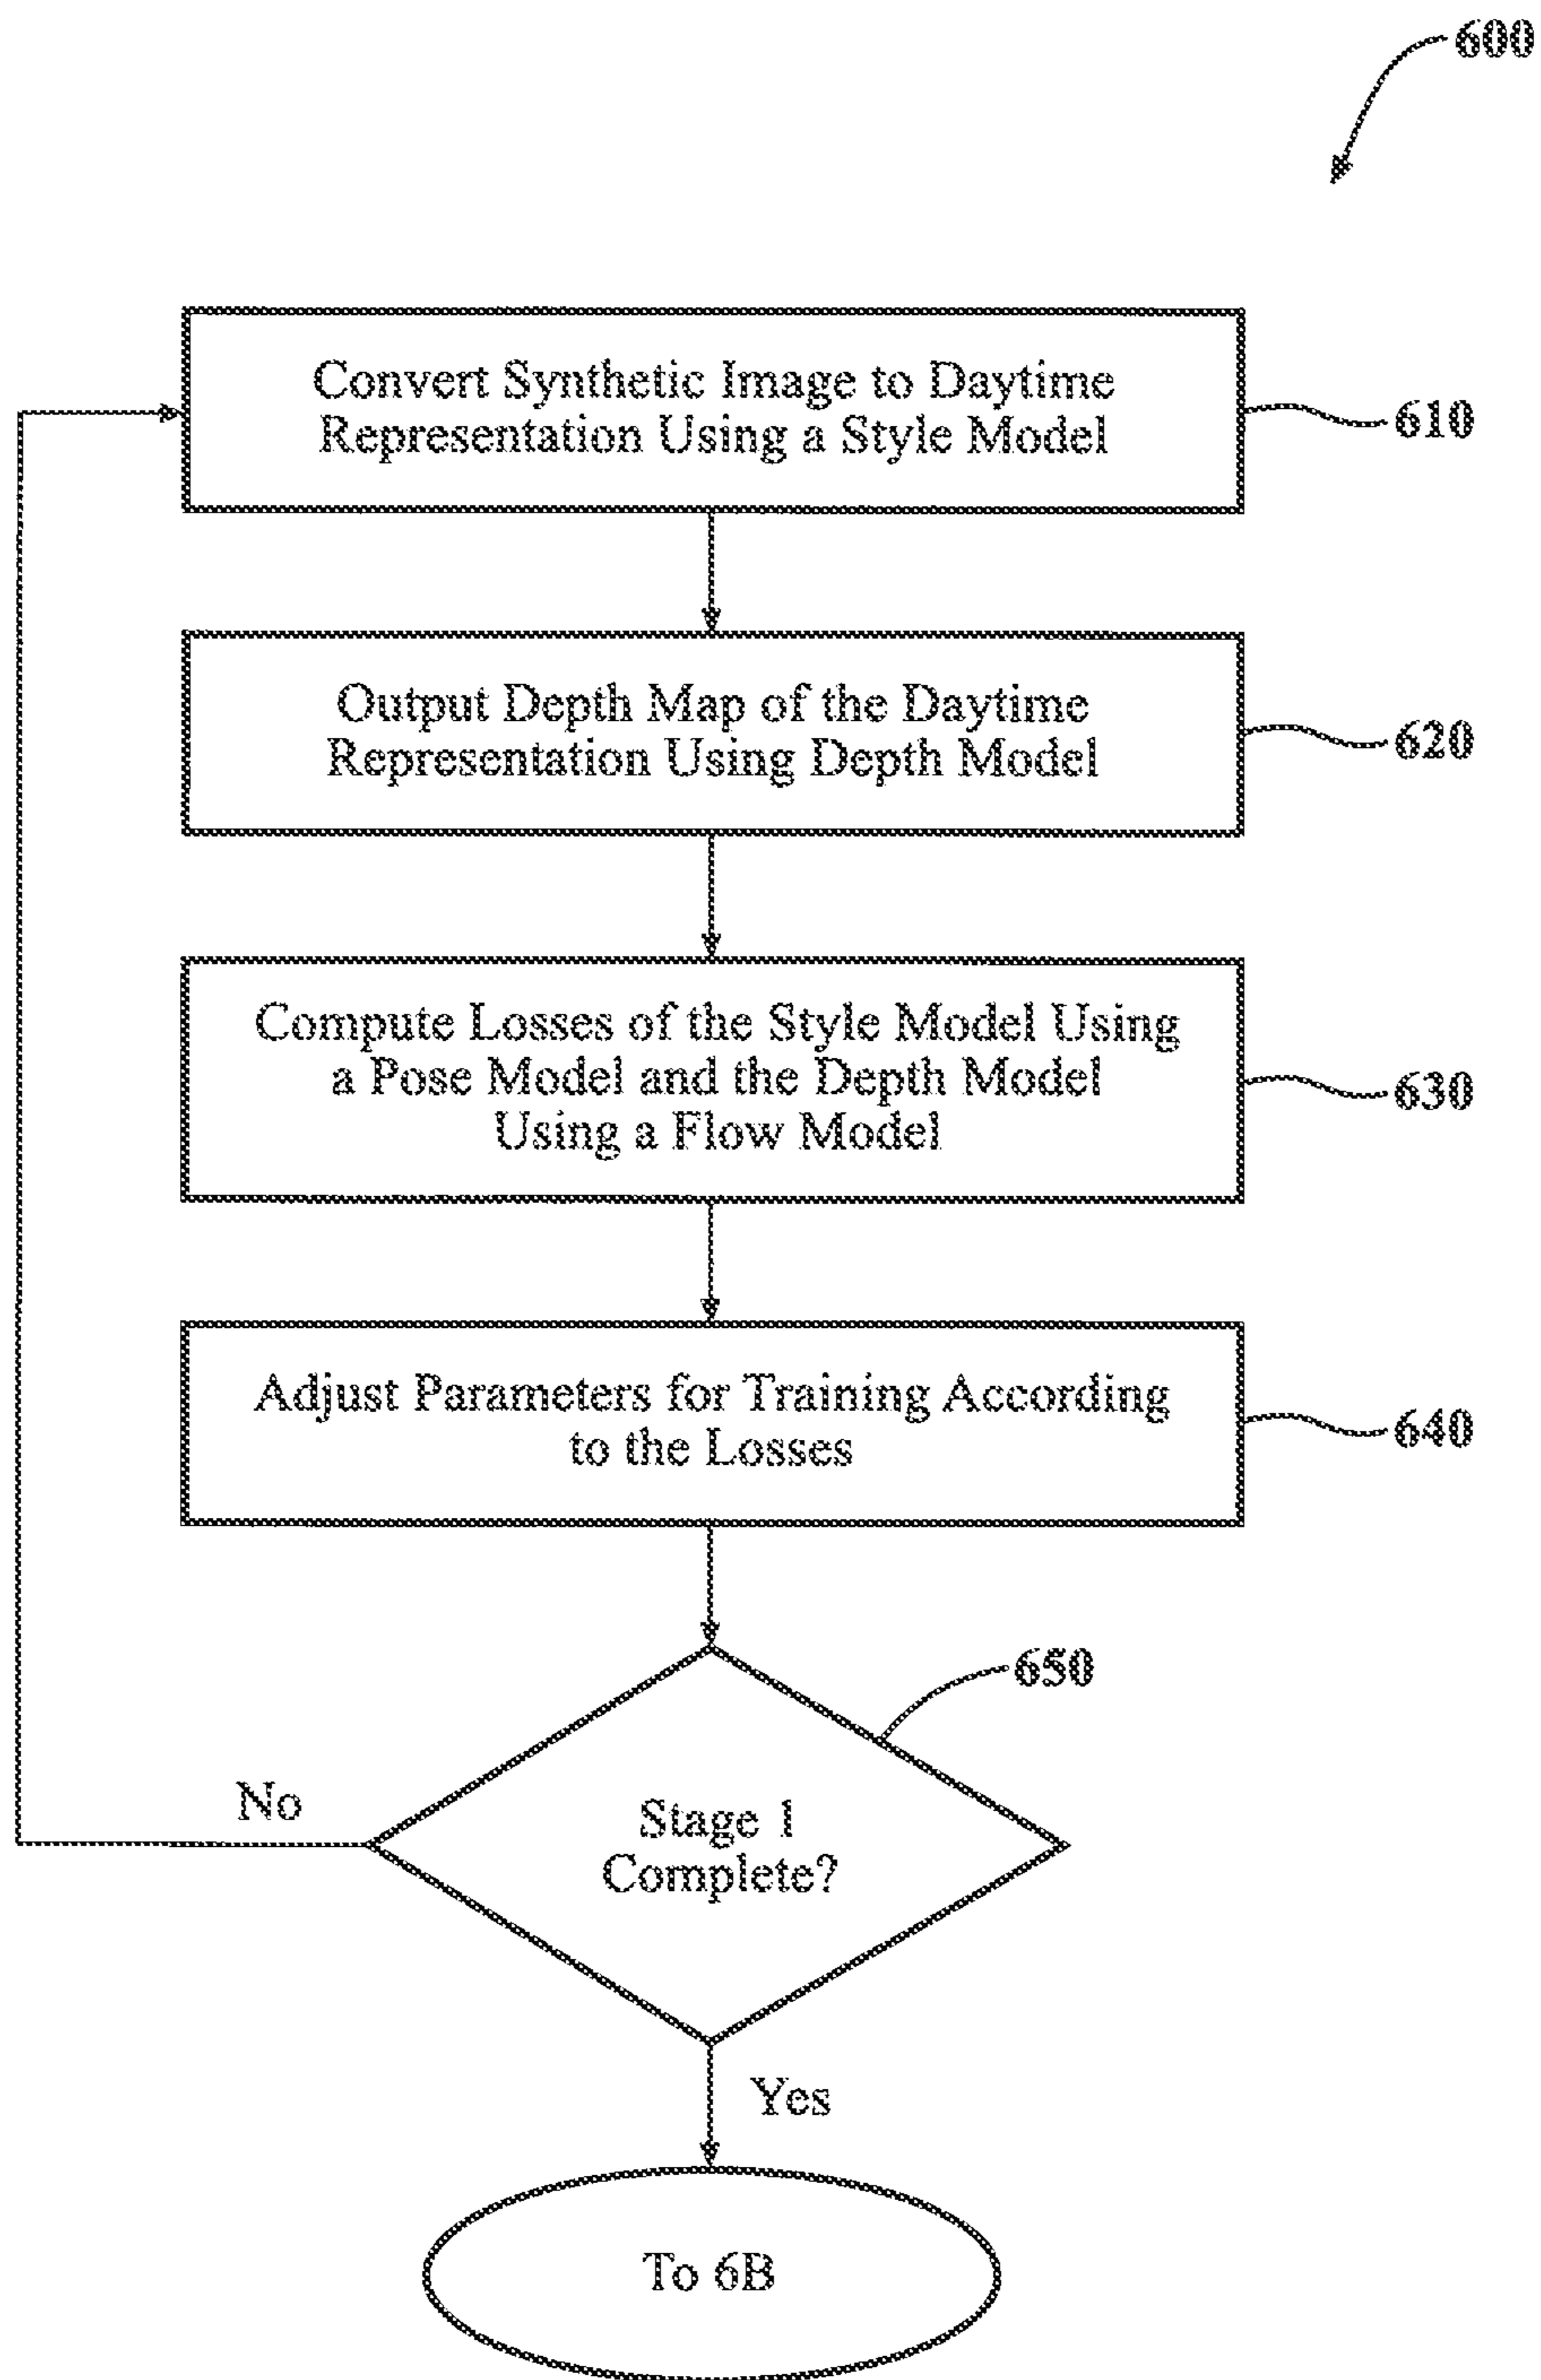 600
Convert Synthetic Image to Daytime
Representation Using a Style Model
610
Output Depth Map of the Daytime
Representation Using Depth Model
620
Compute Losses of the Style Model Using
a Pose Model and the Depth Model
Using a Flow Model
630
Adjust Parameters for Training According
to the Losses
640
650
Stage 1
Complete?
No
Yes
To 6B